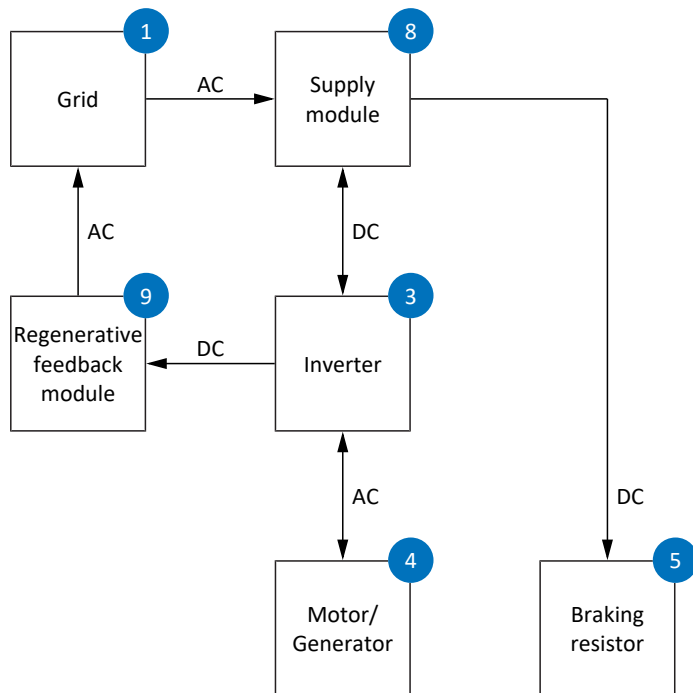 1
8
Grid
AC
Supply
module
AC
DC
9
3
Regenerative
feedback
module
DC
Inverter
AC
DC
4
5
Motor/
Generator
Braking
resistor